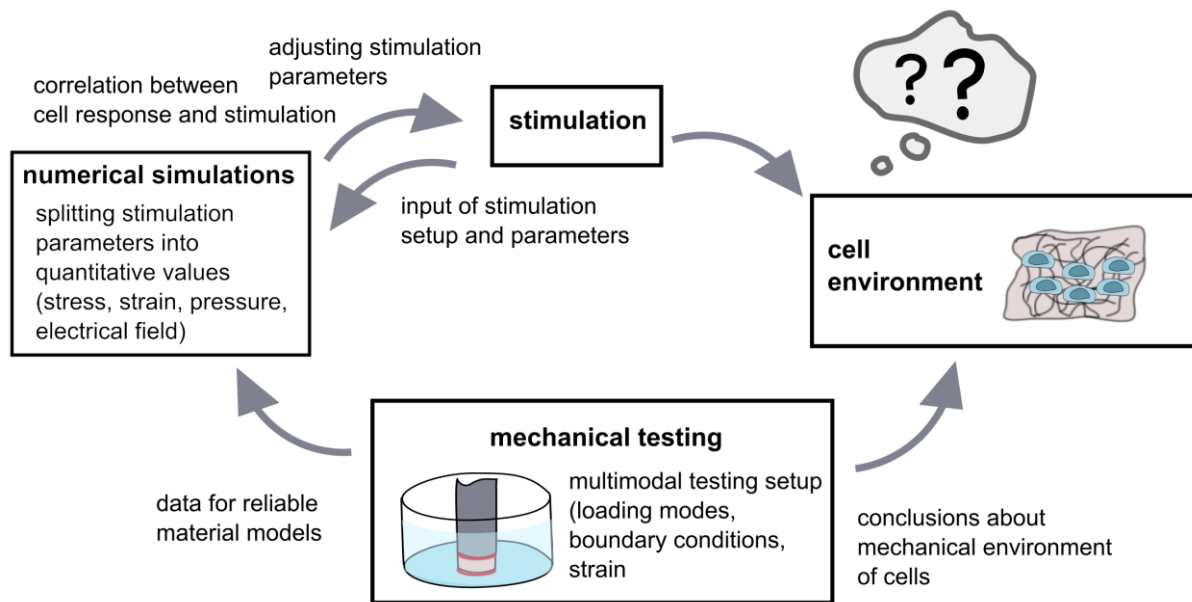 adjusting stimulation
parameters
correlation between
cell response and stimulation
? ?
stimulation
numerical simulations
splitting stimulation
parameters into
quantitative values
(stress, strain, pressure,
electrical field)
input of stimulation
setup and parameters
cell
environment
mechanical testing
multimodal testing setup
(loading modes,
boundary conditions,
strain
data for reliable
material models
conclusions about
mechanical environment
of cells